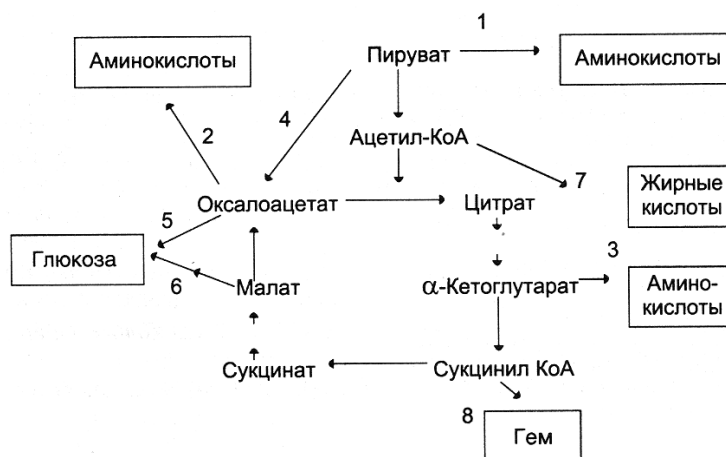 1
Аминокислоты
Пируват
Аминокислоты
2
4
Ацетил-КоА
7
Жирные
кислоты
Оксалоацетат
Цитрат
5
3
Глюкоза
6
Малат
α-Кетоглутарат
Амино-
кислоты
Сукцинат
Сукцинил КоА
8
Гем